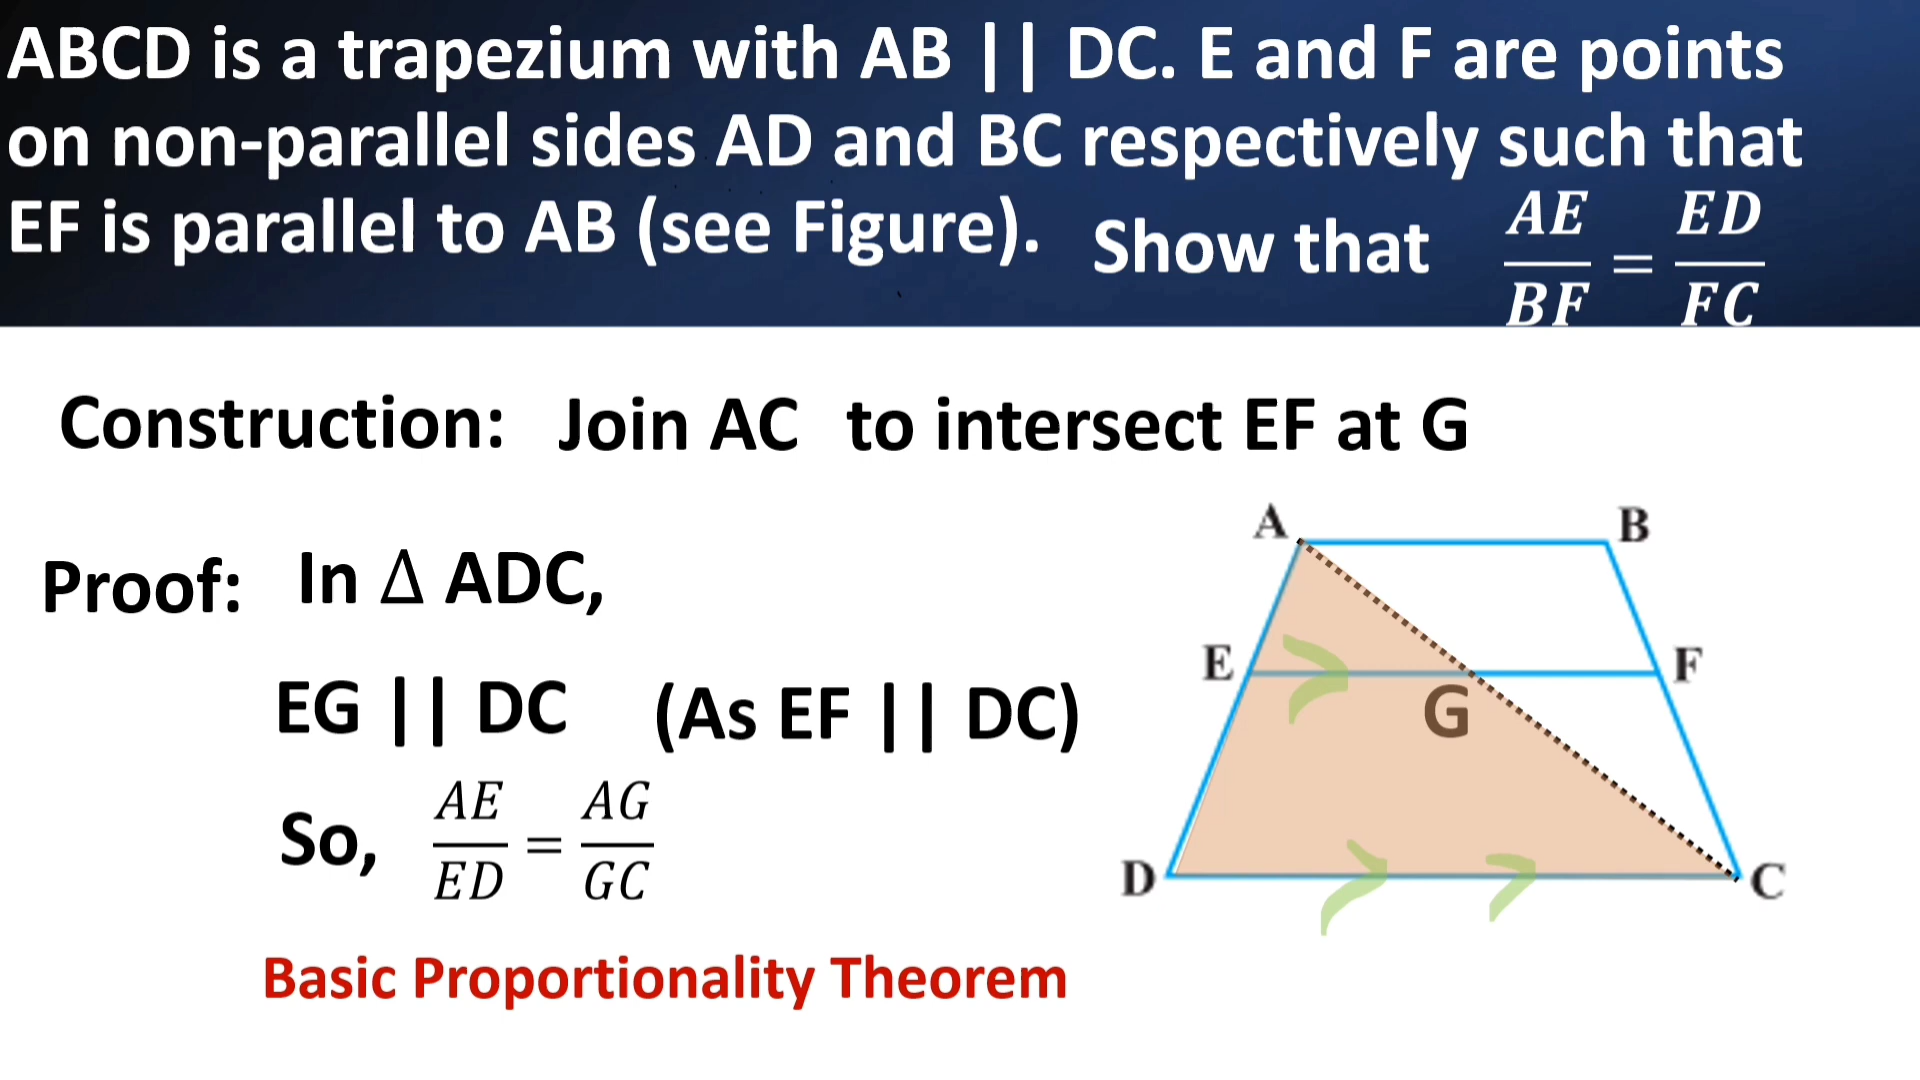 ABCD is a trapezium with AB || DC. E and F are points
on non-parallel sides AD and BC respectively such that
EF is parallel to AB (see Figure). Show that AE/BF = ED/FC
Construction: Join AC to intersect EF at G
Proof: In Δ ADC,
EG || DC (As EF || DC)
So, AE/ED = AG/GC
Basic Proportionality Theorem
A B
E F
G
D C